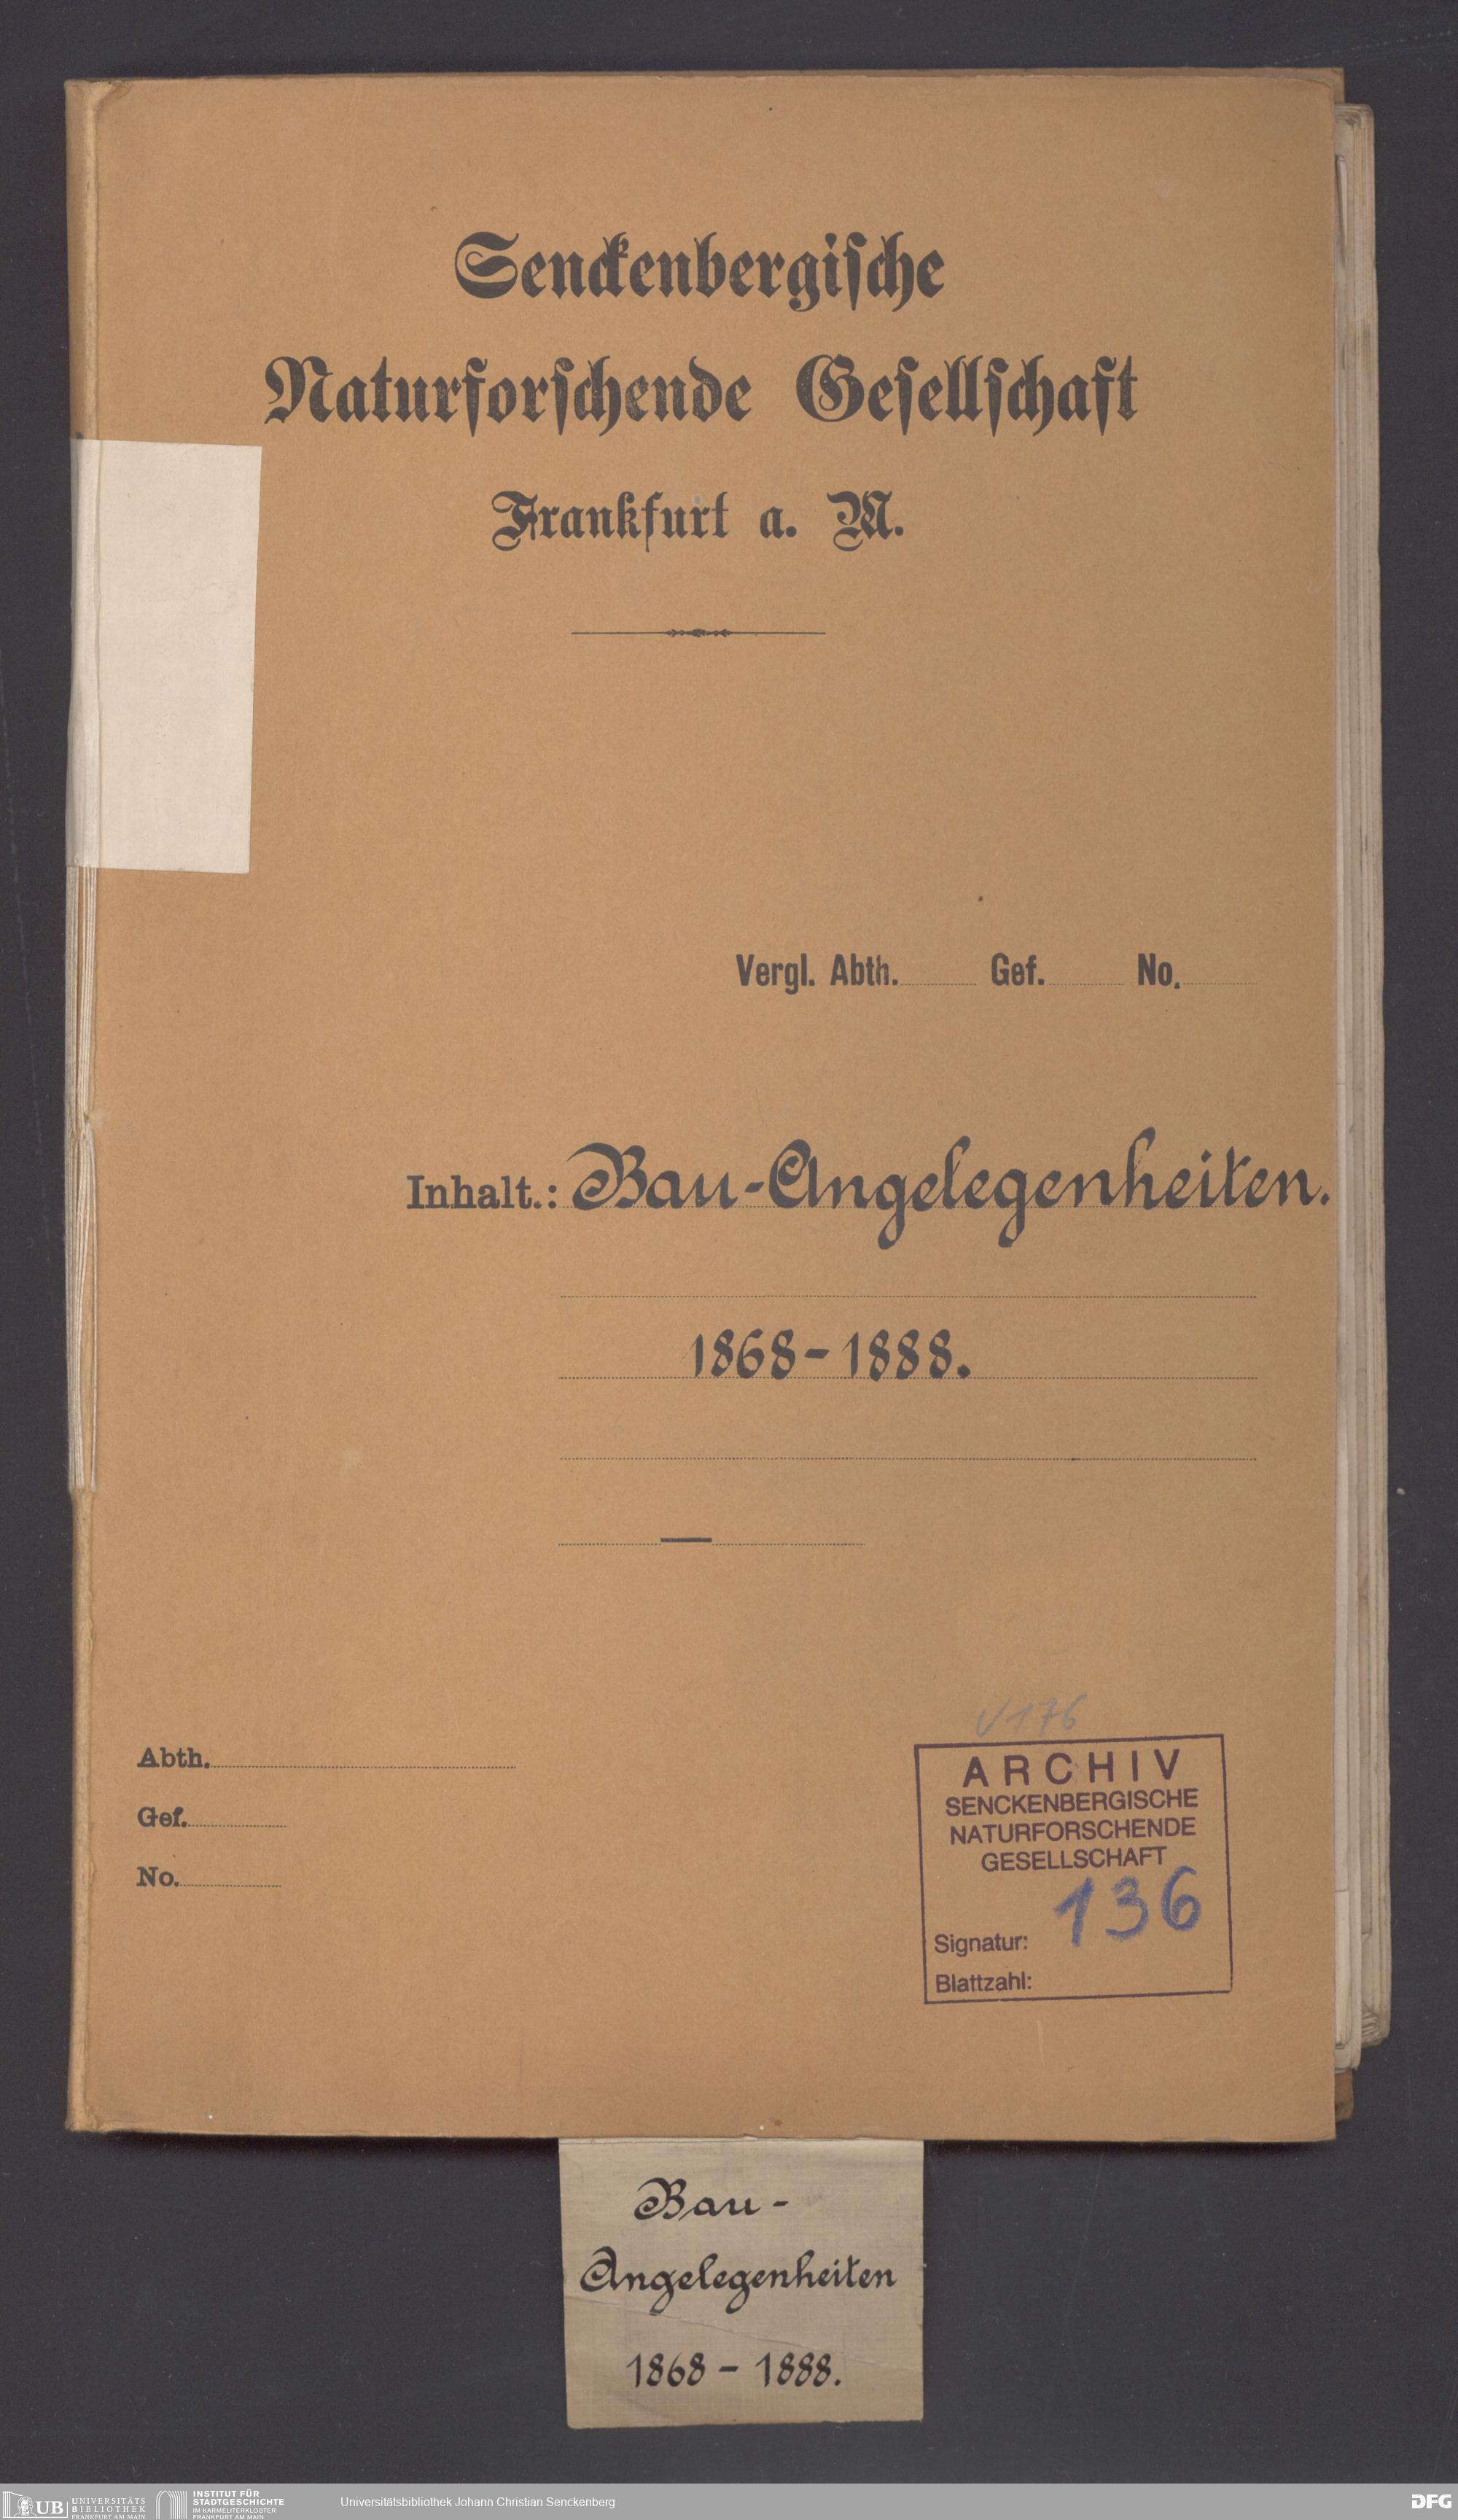 Senckenbergische
Naturforschende Gesellschaft
Frankfurt a. M.
Vergl. Abth. Gef. No.
Inhalt.: Bau-Angelegenheiten.
1868-1888.
—
V176
Abth.
Gef.
No.
ARCHIV
SENCKENBERGISCHE
NATURFORSCHENDE
GESELLSCHAFT
136
Signatur:
Blattzahl:
Bau-
Angelegenheiten
1868 - 1888.
UB UNIVERSITÄTS
BIBLIOTHEK
FRANKFURT AM MAIN
INSTITUT FÜR
STADTGESCHICHTE
IM KARMELITERKLOSTER
FRANKFURT AM MAIN
Universitätsbibliothek Johann Christian Senckenberg
DFG